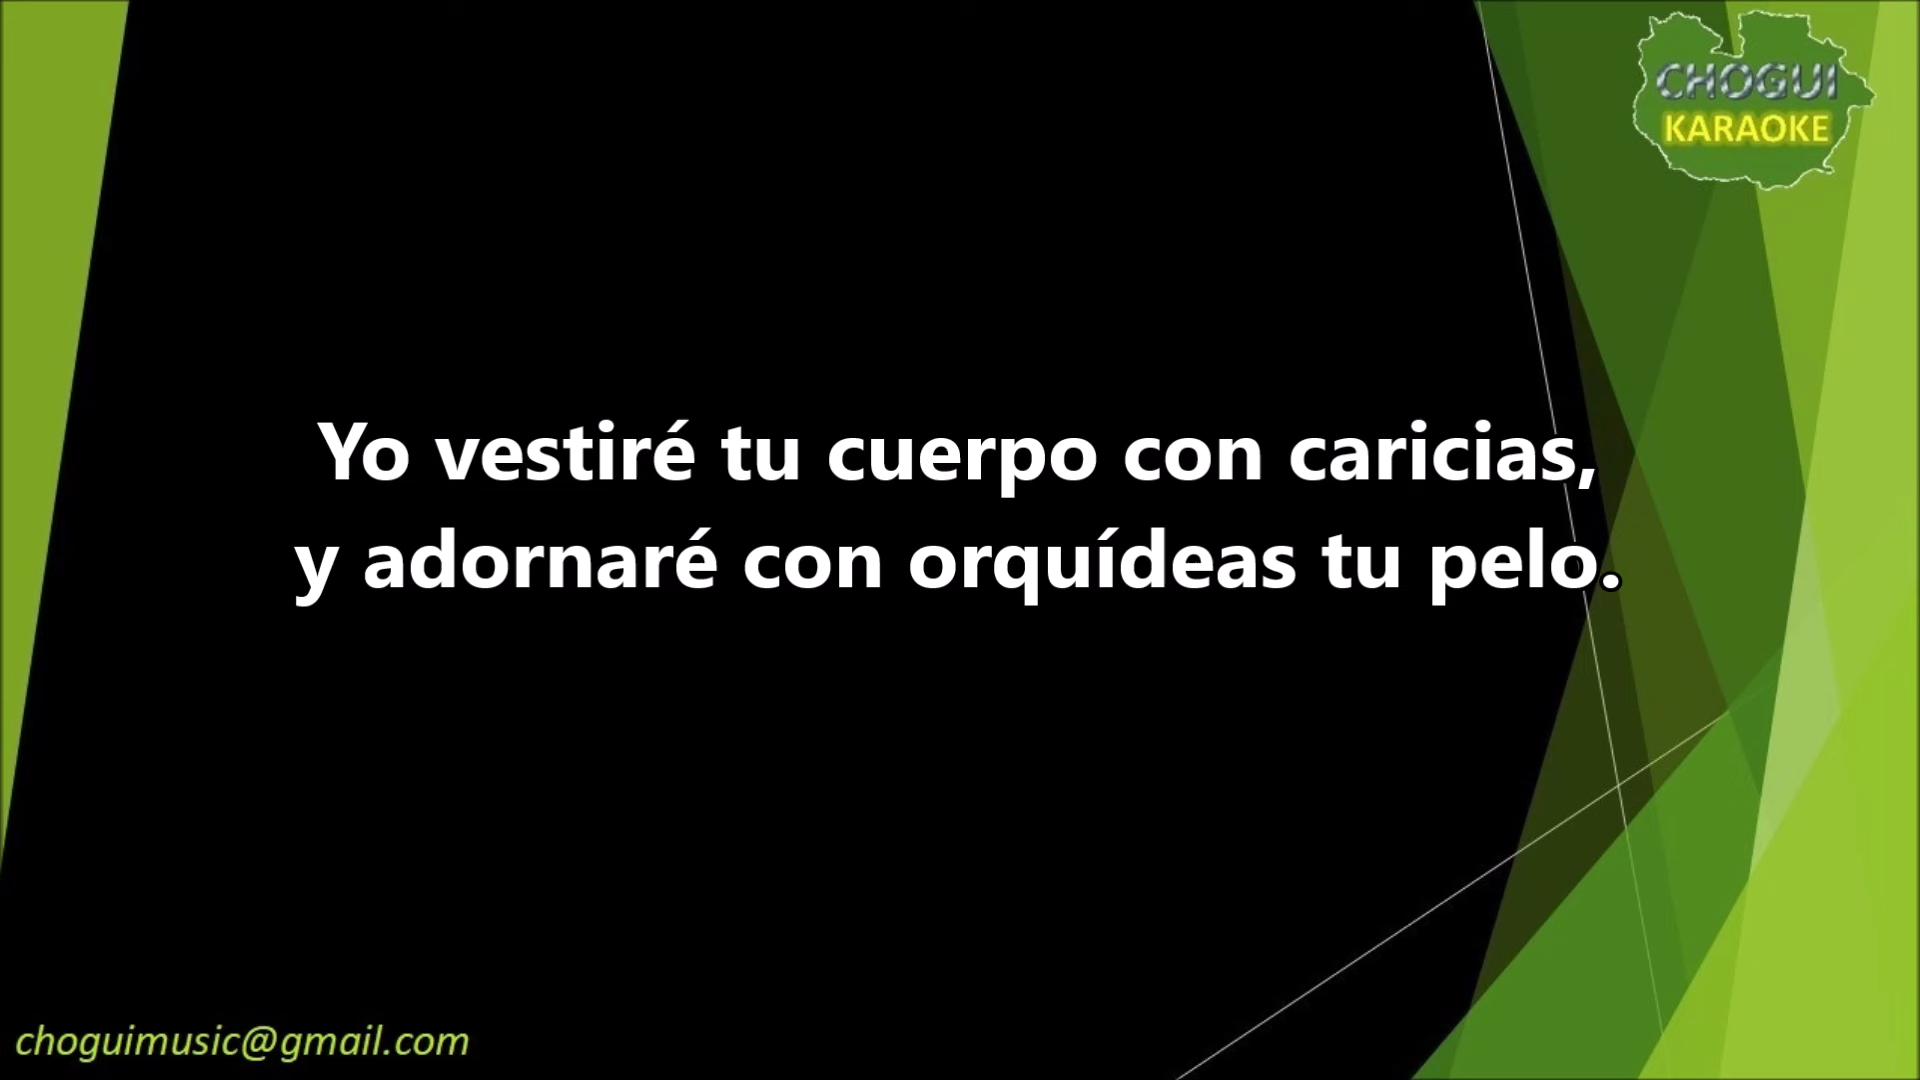 CHOGUI
KARAOKE
Yo vestiré tu cuerpo con caricias,
y adornaré con orquídeas tu pelo.
choguimusic@gmail.com